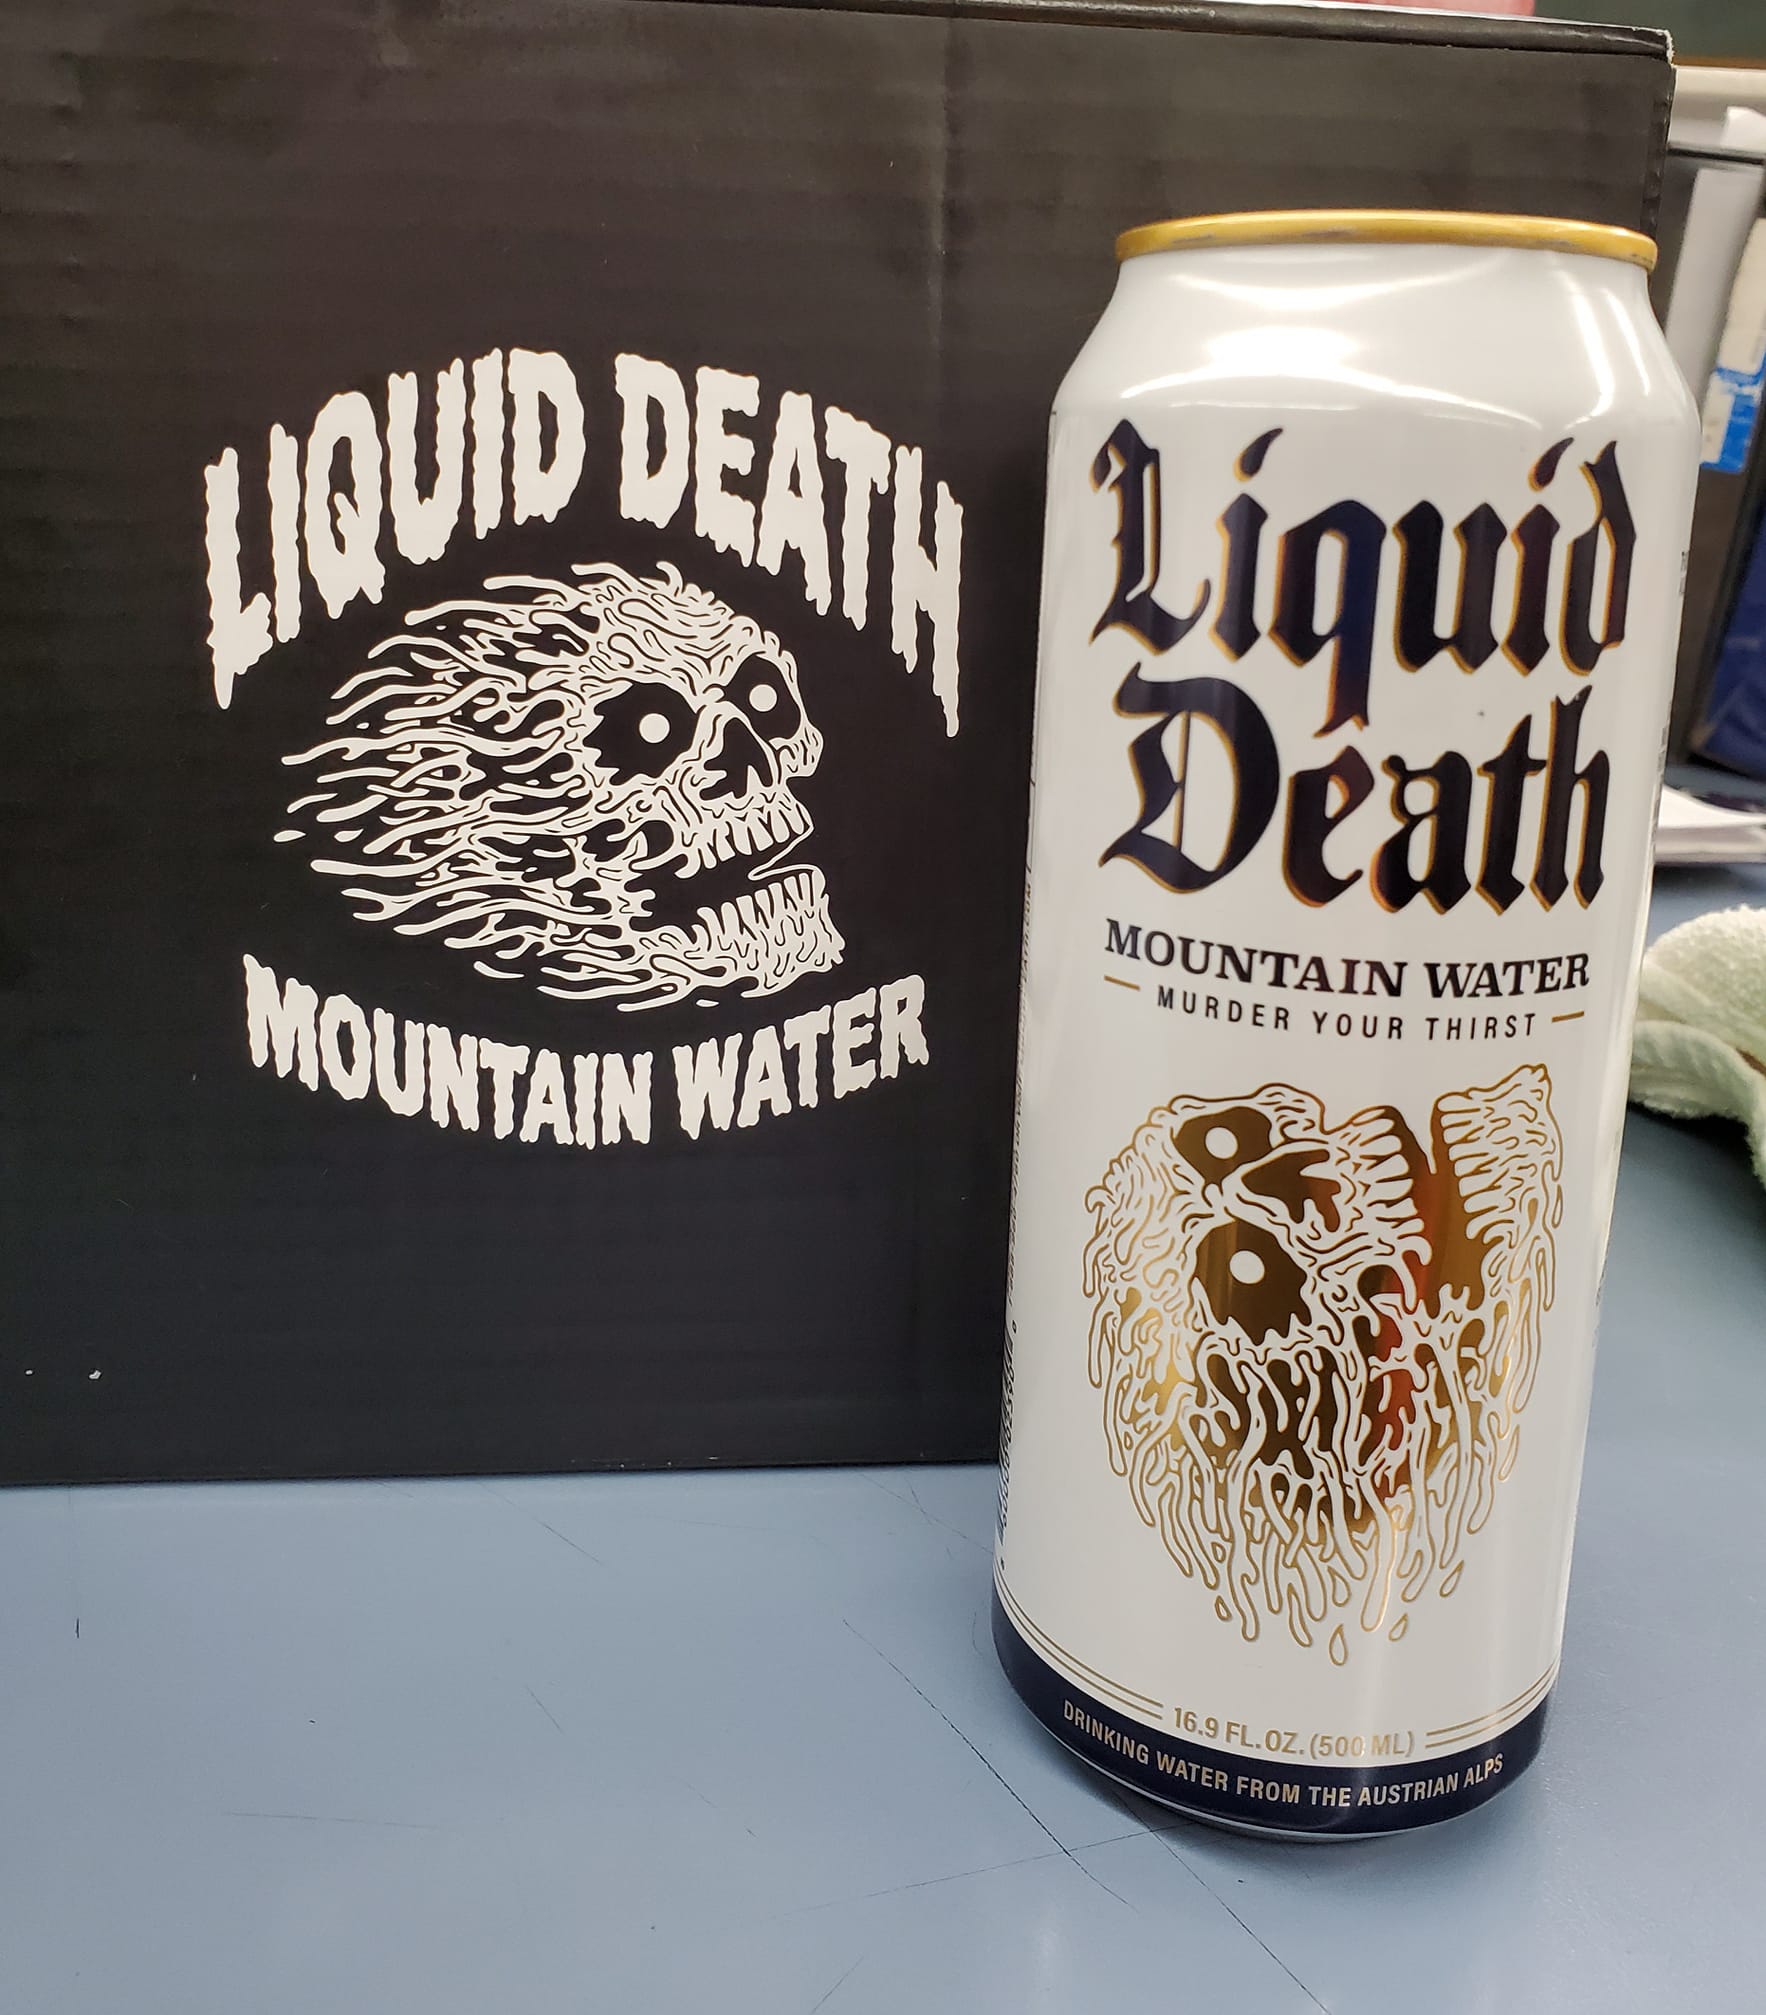 LIQUID DEATH
MOUNTAIN WATER
Liquid
Death
MOUNTAIN WATER
MURDER YOUR THIRST
16.9 FL.OZ. (500 ML)
DRINKING WATER FROM THE AUSTRIAN ALPS